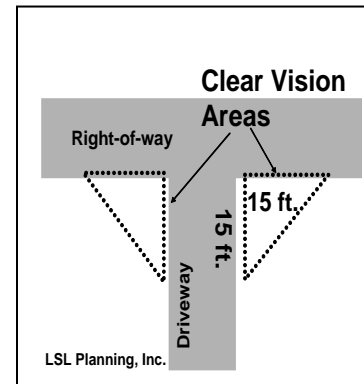 Clear Vision
Areas
Right-of-way
15 ft.
15 ft.
Driveway
LSL Planning, Inc.